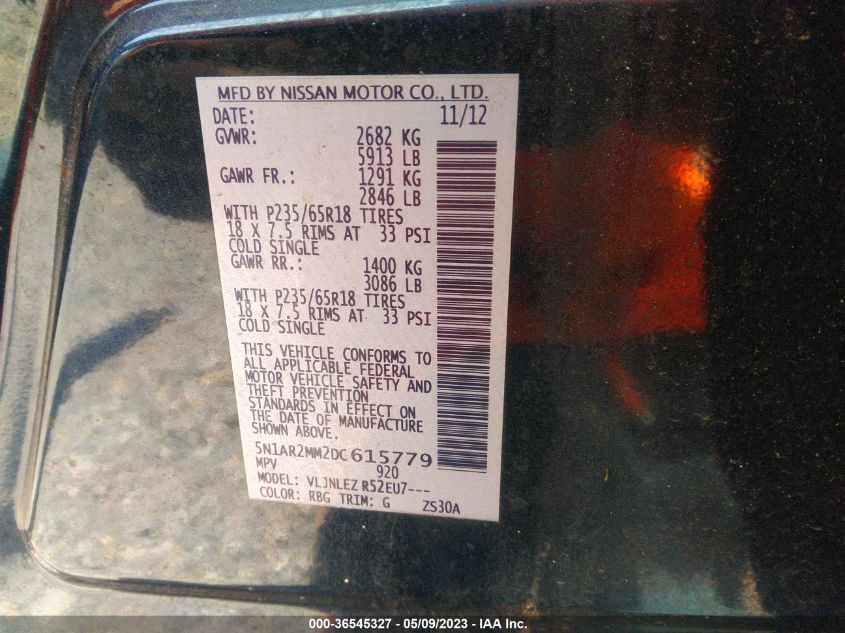 MFD BY NISSAN MOTOR CO., LTD.
DATE: 11/12
GVWR: 2682 KG
5913 LB
GAWR FR.: 1291 KG
2846 LB
WITH P235/65R18 TIRES
18 X 7.5 RIMS AT 33 PSI
COLD SINGLE
GAWR RR.: 1400 KG
3086 LB
WITH P235/65R18 TIRES
18 X 7.5 RIMS AT 33 PSI
COLD SINGLE
THIS VEHICLE CONFORMS TO
ALL APPLICABLE FEDERAL
MOTOR VEHICLE SAFETY AND
THEFT PREVENTION
STANDARDS IN EFFECT ON
THE DATE OF MANUFACTURE
SHOWN ABOVE.
5N1AR2MM2DC615779
MPV 920
MODEL: VLJNLEZ R52EU7---
COLOR: RBG TRIM: G ZS30A
000-36545327 - 05/09/2023 - IAA Inc.